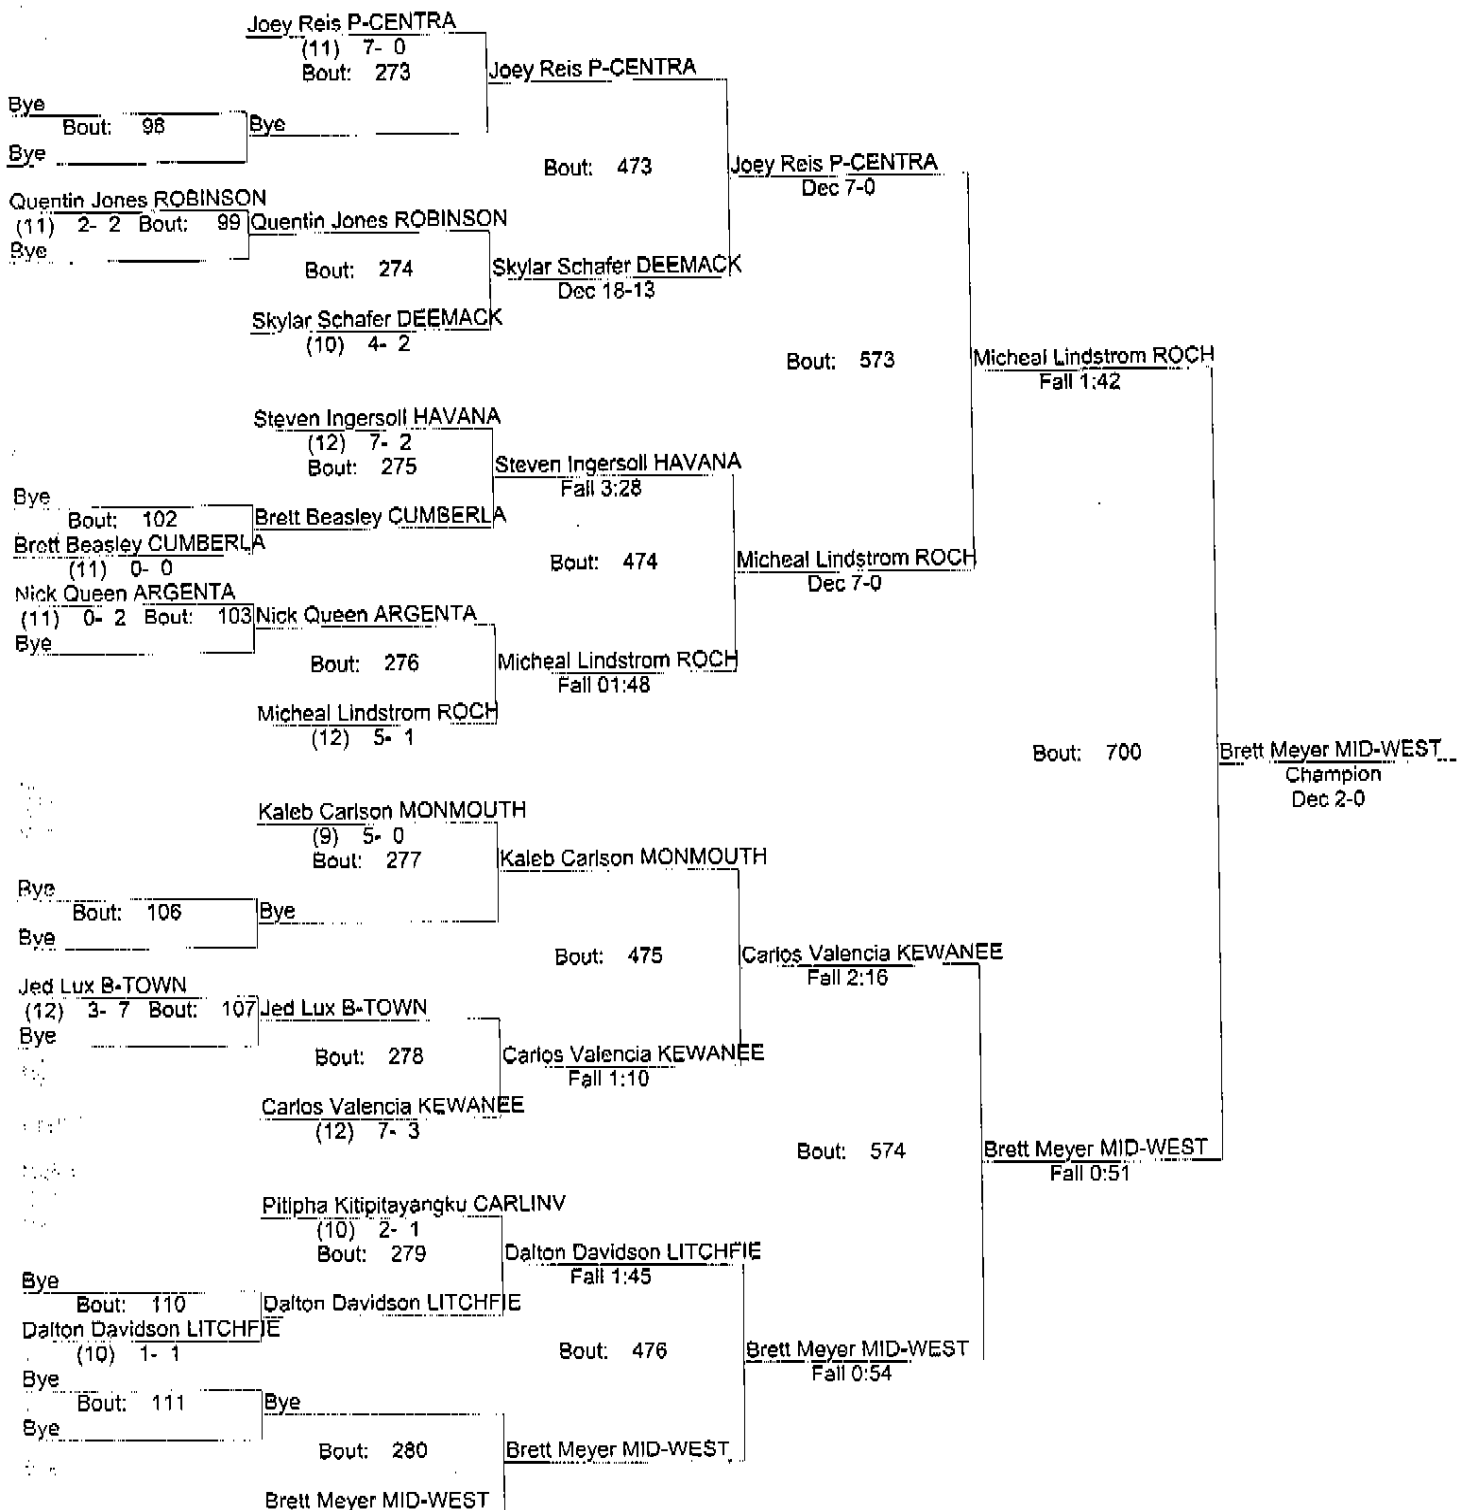 Joey Reis P-CENTRA
(11) 7- 0
Bout: 273
Joey Reis P-CENTRA
Bye
Bout: 98
Bye
Bye
Bout: 473
Joey Reis P-CENTRA
Dec 7-0
Quentin Jones ROBINSON
(11) 2- 2 Bout: 99
Quentin Jones ROBINSON
Bye
Bout: 274
Skylar Schafer DEEMACK
Dec 18-13
Skylar Schafer DEEMACK
(10) 4- 2
Bout: 573
Micheal Lindstrom ROCH
Fall 1:42
Steven Ingersoll HAVANA
(12) 7- 2
Bout: 275
Steven Ingersoll HAVANA
Fall 3:28
Bye
Bout: 102
Brett Beasley CUMBERLA
Brett Beasley CUMBERLA
(11) 0- 0
Bout: 474
Micheal Lindstrom ROCH
Dec 7-0
Nick Queen ARGENTA
(11) 0- 2 Bout: 103
Nick Queen ARGENTA
Bye
Bout: 276
Micheal Lindstrom ROCH
Fall 01:48
Micheal Lindstrom ROCH
(12) 5- 1
Bout: 700
Brett Meyer MID-WEST
Champion
Dec 2-0
Kaleb Carlson MONMOUTH
(9) 5- 0
Bout: 277
Kaleb Carlson MONMOUTH
Bye
Bout: 106
Bye
Bye
Bout: 475
Carlos Valencia KEWANEE
Fall 2:16
Jed Lux B-TOWN
(12) 3- 7 Bout: 107
Jed Lux B-TOWN
Bye
Bout: 278
Carlos Valencia KEWANEE
Fall 1:10
Carlos Valencia KEWANEE
(12) 7- 3
Bout: 574
Brett Meyer MID-WEST
Fall 0:51
Pitipha Kitipitayangku CARLINV
(10) 2- 1
Bout: 279
Dalton Davidson LITCHFIE
Fall 1:45
Bye
Bout: 110
Dalton Davidson LITCHFIE
Dalton Davidson LITCHFIE
(10) 1- 1
Bout: 476
Brett Meyer MID-WEST
Fall 0:54
Bye
Bout: 111
Bye
Bye
Bout: 280
Brett Meyer MID-WEST
Brett Meyer MID-WEST